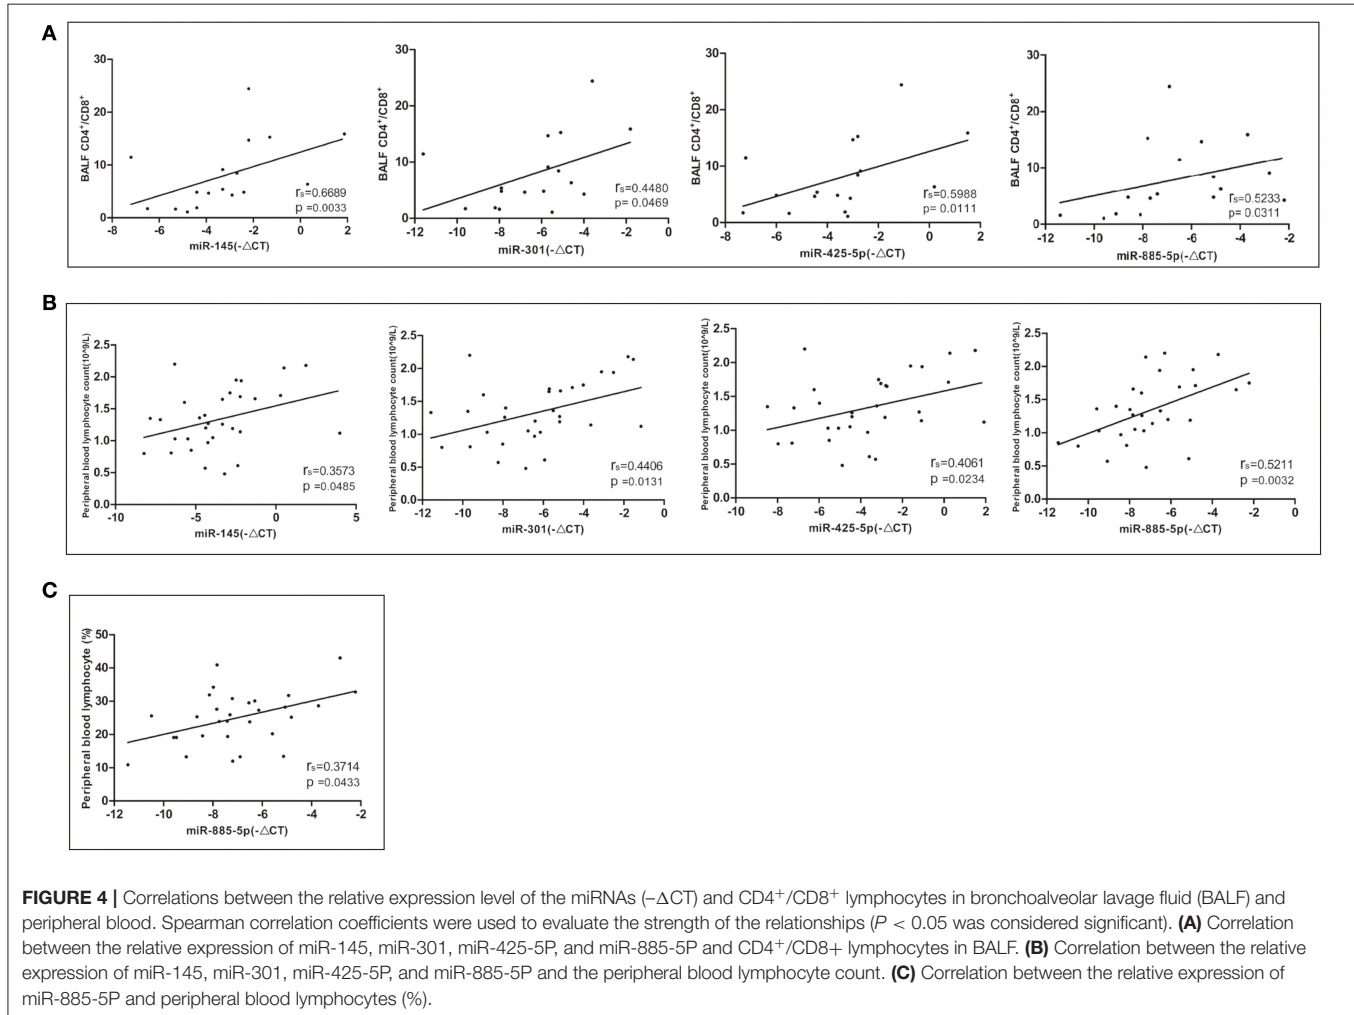 A
BALF CD4+/CD8+
30
20
10
0
-8 -6 -4 -2 0 2
miR-145(-△CT)
rs=0.6689
p =0.0033
BALF CD4+/CD8+
30
20
10
0
-12 -10 -8 -6 -4 -2 0
miR-301(-△CT)
rs=0.4480
p= 0.0469
BALF CD4+/CD8+
30
20
10
0
-8 -6 -4 -2 0 2
miR-425-5p(-△CT)
rs=0.5988
p= 0.0111
BALF CD4+/CD8+
30
20
10
0
-12 -10 -8 -6 -4 -2
miR-885-5p(-△CT)
rs=0.5233
p= 0.0311
B
Peripheral blood lymphocyte count(10^9/L)
2.5
2.0
1.5
1.0
0.5
0.0
-10 -5 0 5
miR-145(-△CT)
rs=0.3573
p =0.0485
Peripheral blood lymphocyte count(10^9/L)
2.5
2.0
1.5
1.0
0.5
0.0
-12 -10 -8 -6 -4 -2 0
miR-301(-△CT)
rs=0.4406
p =0.0131
Peripheral blood lymphocyte count(10^9/L)
2.5
2.0
1.5
1.0
0.5
0.0
-10 -8 -6 -4 -2 0 2
miR-425-5p(-△CT)
rs=0.4061
p =0.0234
Peripheral blood lymphocyte count(10^9/L)
2.5
2.0
1.5
1.0
0.5
0.0
-12 -10 -8 -6 -4 -2 0
miR-885-5p(-△CT)
rs=0.5211
p =0.0032
C
Peripheral blood lymphocyte (%)
50
40
30
20
10
0
-12 -10 -8 -6 -4 -2
miR-885-5p(-△CT)
rs=0.3714
p =0.0433
FIGURE 4 | Correlations between the relative expression level of the miRNAs (–ΔCT) and CD4+/CD8+ lymphocytes in bronchoalveolar lavage fluid (BALF) and
peripheral blood. Spearman correlation coefficients were used to evaluate the strength of the relationships (P < 0.05 was considered significant). (A) Correlation
between the relative expression of miR-145, miR-301, miR-425-5P, and miR-885-5P and CD4+/CD8+ lymphocytes in BALF. (B) Correlation between the relative
expression of miR-145, miR-301, miR-425-5P, and miR-885-5P and the peripheral blood lymphocyte count. (C) Correlation between the relative expression of
miR-885-5P and peripheral blood lymphocytes (%).